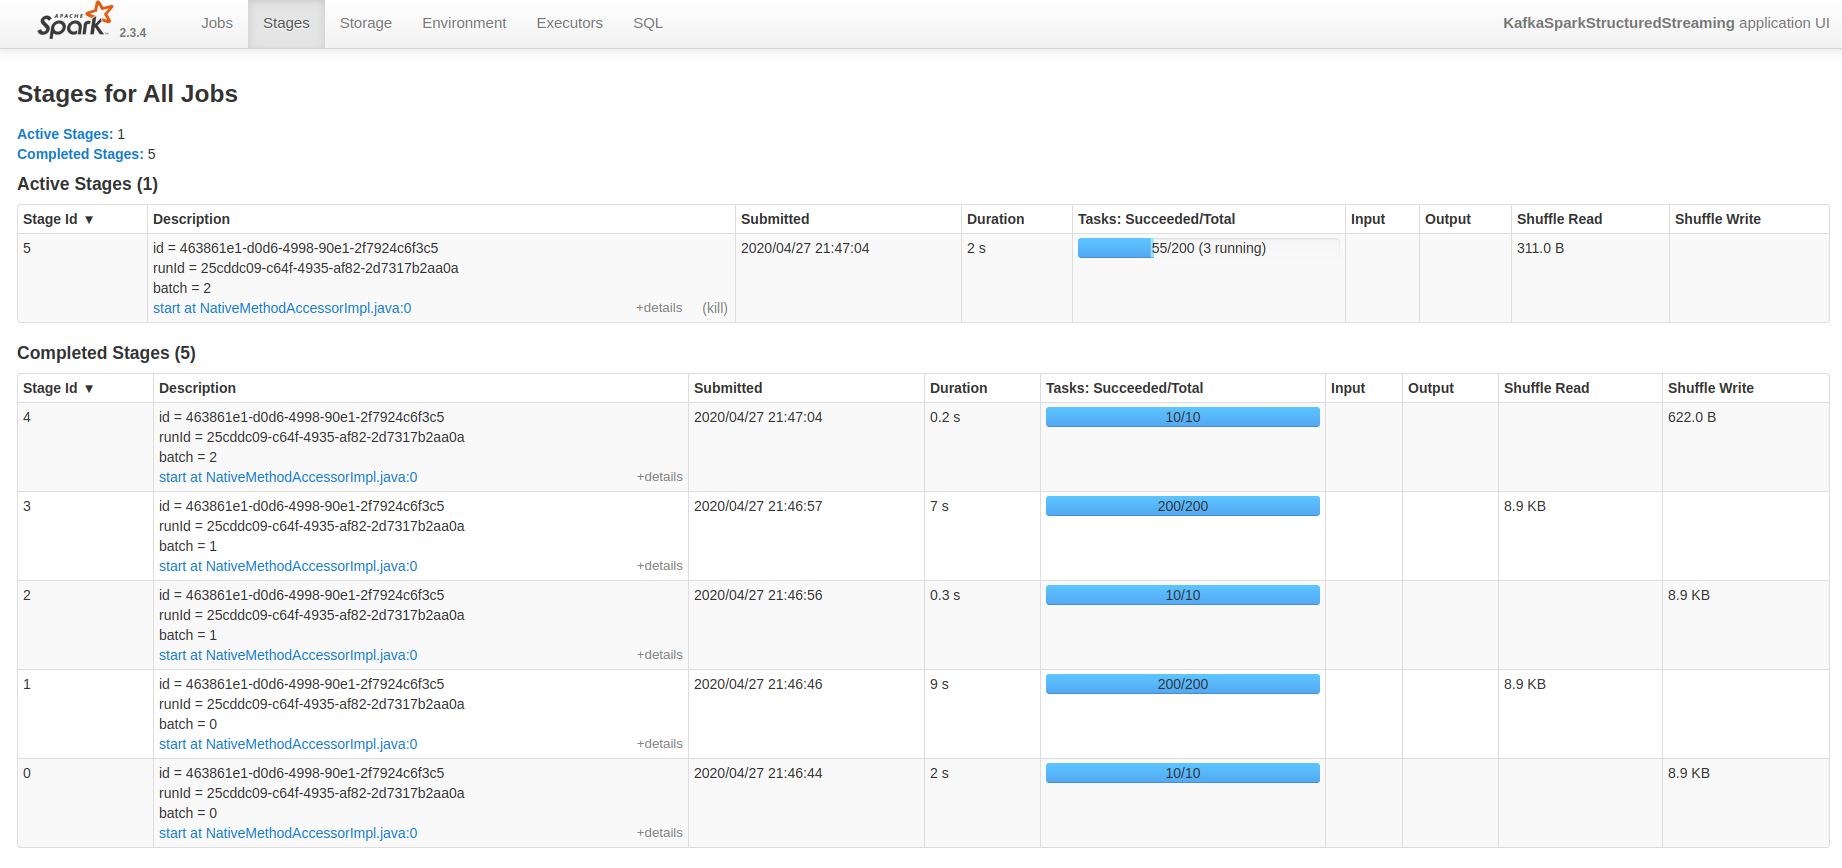 APACHE Spark 2.3.4 Jobs Stages Storage Environment Executors SQL KafkaSparkStructuredStreaming application UI
Stages for All Jobs
Active Stages: 1
Completed Stages: 5
Active Stages (1)
Stage Id ▼ Description Submitted Duration Tasks: Succeeded/Total Input Output Shuffle Read Shuffle Write
5 id = 463861e1-d0d6-4998-90e1-2f7924c6f3c5 2020/04/27 21:47:04 2 s 55/200 (3 running) 311.0 B
runId = 25cddc09-c64f-4935-af82-2d7317b2aa0a
batch = 2
start at NativeMethodAccessorImpl.java:0 +details (kill)
Completed Stages (5)
Stage Id ▼ Description Submitted Duration Tasks: Succeeded/Total Input Output Shuffle Read Shuffle Write
4 id = 463861e1-d0d6-4998-90e1-2f7924c6f3c5 2020/04/27 21:47:04 0.2 s 10/10 622.0 B
runId = 25cddc09-c64f-4935-af82-2d7317b2aa0a
batch = 2
start at NativeMethodAccessorImpl.java:0 +details
3 id = 463861e1-d0d6-4998-90e1-2f7924c6f3c5 2020/04/27 21:46:57 7 s 200/200 8.9 KB
runId = 25cddc09-c64f-4935-af82-2d7317b2aa0a
batch = 1
start at NativeMethodAccessorImpl.java:0 +details
2 id = 463861e1-d0d6-4998-90e1-2f7924c6f3c5 2020/04/27 21:46:56 0.3 s 10/10 8.9 KB
runId = 25cddc09-c64f-4935-af82-2d7317b2aa0a
batch = 1
start at NativeMethodAccessorImpl.java:0 +details
1 id = 463861e1-d0d6-4998-90e1-2f7924c6f3c5 2020/04/27 21:46:46 9 s 200/200 8.9 KB
runId = 25cddc09-c64f-4935-af82-2d7317b2aa0a
batch = 0
start at NativeMethodAccessorImpl.java:0 +details
0 id = 463861e1-d0d6-4998-90e1-2f7924c6f3c5 2020/04/27 21:46:44 2 s 10/10 8.9 KB
runId = 25cddc09-c64f-4935-af82-2d7317b2aa0a
batch = 0
start at NativeMethodAccessorImpl.java:0 +details